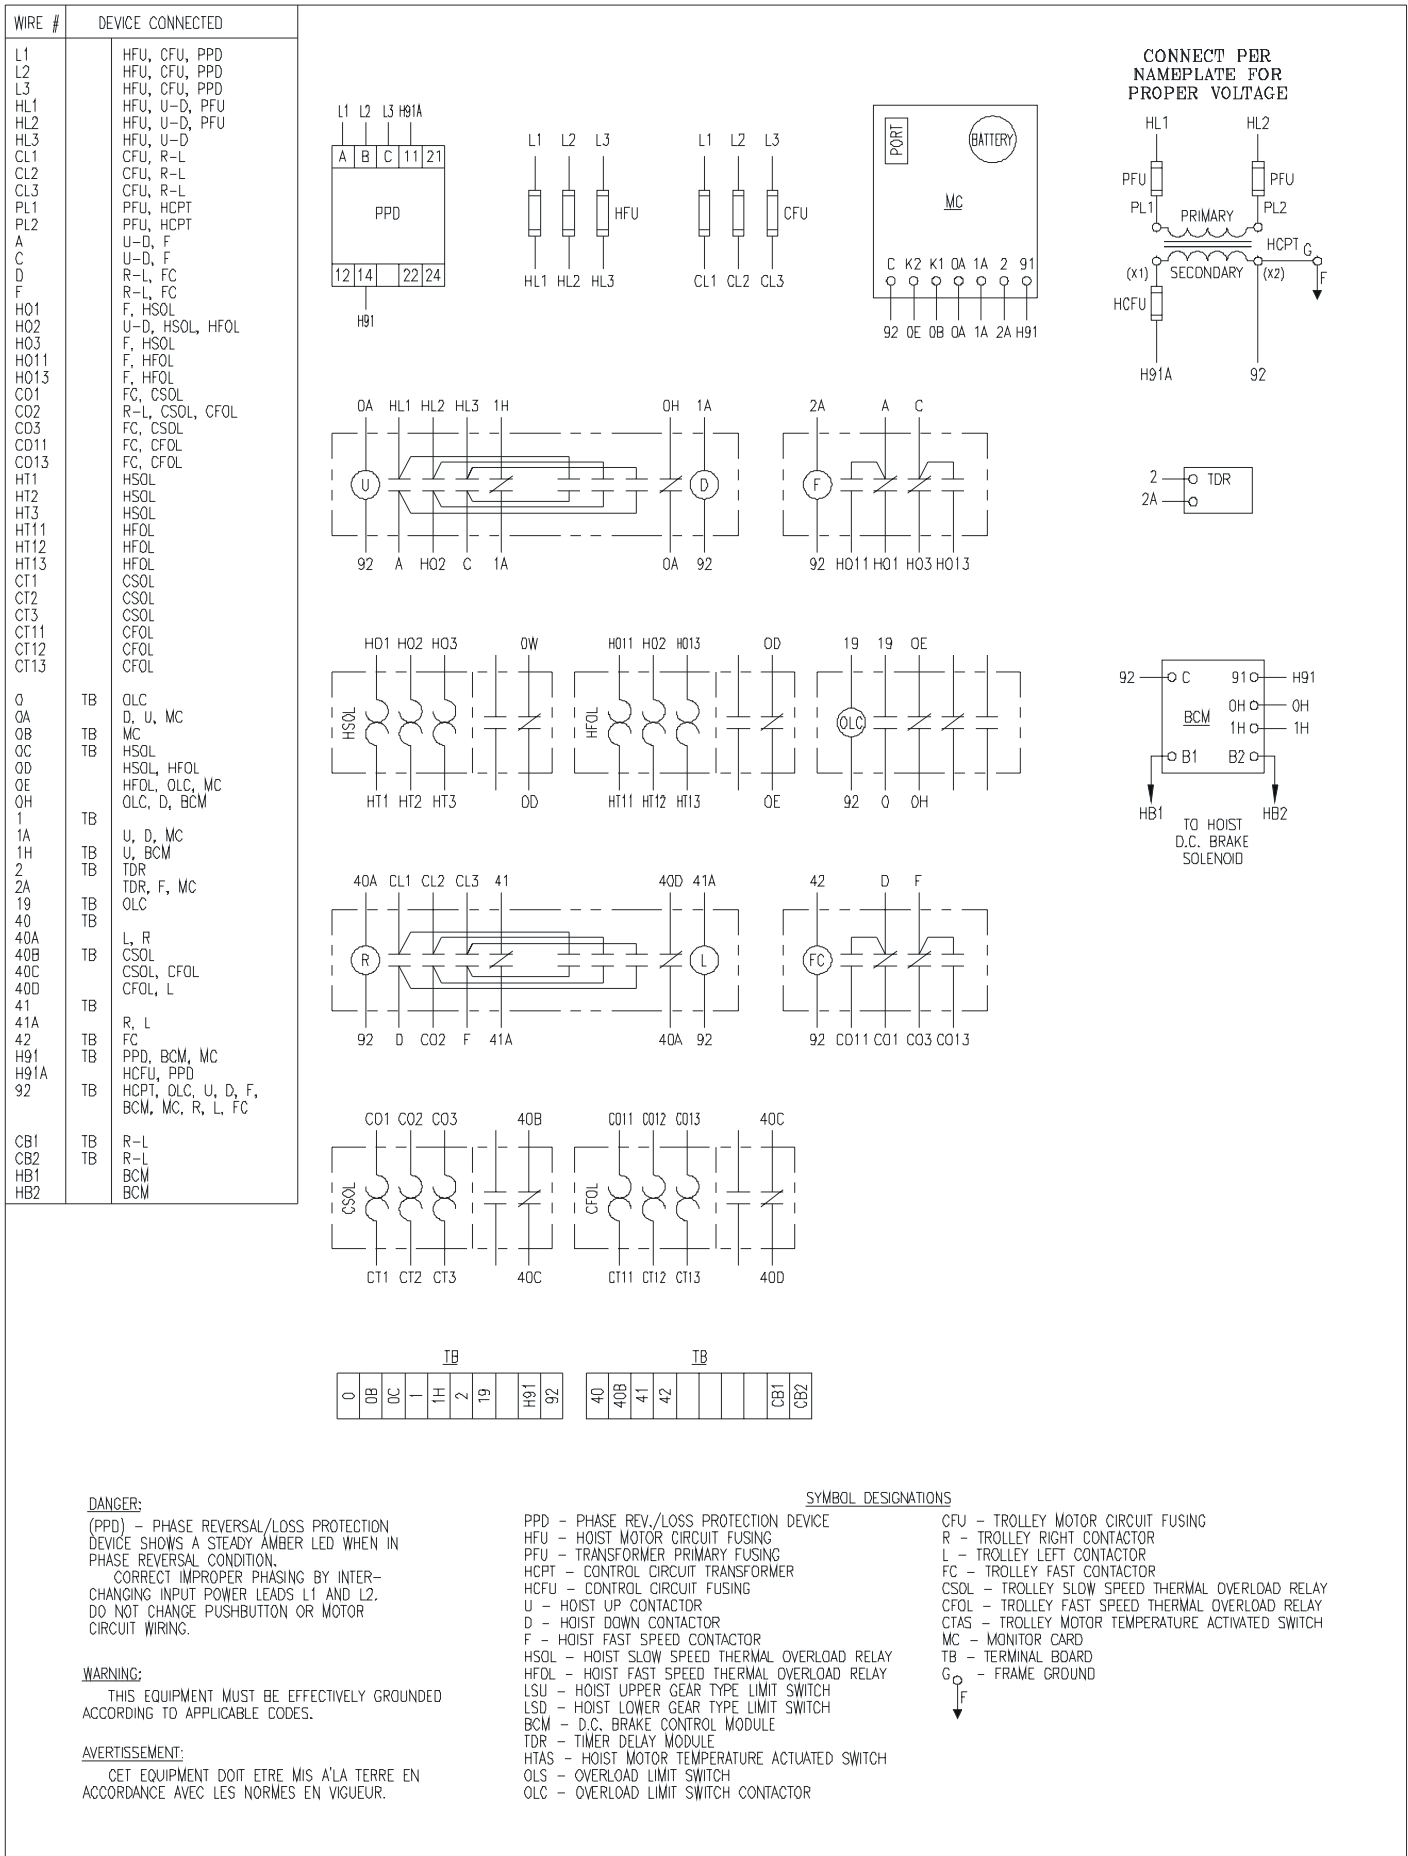 WIRE # DEVICE CONNECTED
L1 HFU, CFU, PPD
L2 HFU, CFU, PPD
L3 HFU, CFU, PPD
HL1 HFU, U-D, PFU
HL2 HFU, U-D, PFU
HL3 HFU, U-D
CL1 CFU, R-L
CL2 CFU, R-L
CL3 CFU, R-L
PL1 PFU, HCPT
PL2 PFU, HCPT
A U-D, F
C U-D, F
D R-L, FC
F R-L, FC
HO1 F, HSOL
HO2 U-D, HSOL, HFOL
HO3 F, HSOL
HO11 F, HFOL
HO13 F, HFOL
CO1 FC, CSOL
CO2 R-L, CSOL, CFOL
CO3 FC, CSOL
CO11 FC, CFOL
CO13 FC, CFOL
HT1 HSOL
HT2 HSOL
HT3 HSOL
HT11 HFOL
HT12 HFOL
HT13 HFOL
CT1 CSOL
CT2 CSOL
CT3 CSOL
CT11 CFOL
CT12 CFOL
CT13 CFOL
0 TB OLC
0A D, U, MC
0B TB MC
0C TB HSOL
0D HSOL, HFOL
0E HFOL, OLC, MC
0H OLC, D, BCM
1 TB
1A U, D, MC
1H TB U, BCM
2 TB TDR
2A TDR, F, MC
19 TB OLC
40 TB
40A L, R
40B TB CSOL
40C CSOL, CFOL
40D CFOL, L
41 TB
41A R, L
42 TB FC
H91 TB PPD, BCM, MC
H91A HCFU, PPD
92 TB HCPT, OLC, U, D, F,
BCM, MC, R, L, FC
CB1 TB R-L
CB2 TB R-L
HB1 BCM
HB2 BCM
L1 L2 L3 H91A
A B C 11 21
PPD
12 14 22 24
H91
L1 L2 L3
HFU
HL1 HL2 HL3
L1 L2 L3
CFU
CL1 CL2 CL3
PORT
BATTERY
MC
C K2 K1 0A 1A 2 91
92 0E 0B 0A 1A 2A H91
CONNECT PER
NAMEPLATE FOR
PROPER VOLTAGE
HL1 HL2
PFU PFU
PL1 PRIMARY PL2
HCPT G
(X1) SECONDARY (X2) F
HCFU
H91A 92
0A HL1 HL2 HL3 1H 0H 1A
U D
92 A HO2 C 1A 0A 92
2A A C
F
92 HO11 HO1 HO3 HO13
2 TDR
2A
HO1 HO2 HO3 0W
HSOL
HT1 HT2 HT3 0D
HO11 HO2 HO13 0D
HFOL
HT11 HT12 HT13 0E
19 19 0E
OLC
92 0 0H
92 C 91 H91
0H 0H
BCM
1H 1H
B1 B2
HB1 HB2
TO HOIST
D.C. BRAKE
SOLENOID
40A CL1 CL2 CL3 41 40D 41A
R L
92 D CO2 F 41A 40A 92
42 D F
FC
92 CO11 CO1 CO3 CO13
CO1 CO2 CO3 40B
CSOL
CT1 CT2 CT3 40C
CO11 CO12 CO13 40C
CFOL
CT11 CT12 CT13 40D
TB
0 0B 0C 1 1H 2 19 H91 92
TB
40 40B 41 42 CB1 CB2
DANGER:
(PPD) - PHASE REVERSAL/LOSS PROTECTION
DEVICE SHOWS A STEADY AMBER LED WHEN IN
PHASE REVERSAL CONDITION.
CORRECT IMPROPER PHASING BY INTER-
CHANGING INPUT POWER LEADS L1 AND L2.
DO NOT CHANGE PUSHBUTTON OR MOTOR
CIRCUIT WIRING.
WARNING:
THIS EQUIPMENT MUST BE EFFECTIVELY GROUNDED
ACCORDING TO APPLICABLE CODES.
AVERTISSEMENT:
CET EQUIPMENT DOIT ETRE MIS A'LA TERRE EN
ACCORDANCE AVEC LES NORMES EN VIGUEUR.
SYMBOL DESIGNATIONS
PPD - PHASE REV./LOSS PROTECTION DEVICE
HFU - HOIST MOTOR CIRCUIT FUSING
PFU - TRANSFORMER PRIMARY FUSING
HCPT - CONTROL CIRCUIT TRANSFORMER
HCFU - CONTROL CIRCUIT FUSING
U - HOIST UP CONTACTOR
D - HOIST DOWN CONTACTOR
F - HOIST FAST SPEED CONTACTOR
HSOL - HOIST SLOW SPEED THERMAL OVERLOAD RELAY
HFOL - HOIST FAST SPEED THERMAL OVERLOAD RELAY
LSU - HOIST UPPER GEAR TYPE LIMIT SWITCH
LSD - HOIST LOWER GEAR TYPE LIMIT SWITCH
BCM - D.C. BRAKE CONTROL MODULE
TDR - TIMER DELAY MODULE
HTAS - HOIST MOTOR TEMPERATURE ACTUATED SWITCH
OLS - OVERLOAD LIMIT SWITCH
OLC - OVERLOAD LIMIT SWITCH CONTACTOR
CFU - TROLLEY MOTOR CIRCUIT FUSING
R - TROLLEY RIGHT CONTACTOR
L - TROLLEY LEFT CONTACTOR
FC - TROLLEY FAST CONTACTOR
CSOL - TROLLEY SLOW SPEED THERMAL OVERLOAD RELAY
CFOL - TROLLEY FAST SPEED THERMAL OVERLOAD RELAY
CTAS - TROLLEY MOTOR TEMPERATURE ACTIVATED SWITCH
MC - MONITOR CARD
TB - TERMINAL BOARD
G - FRAME GROUND
F